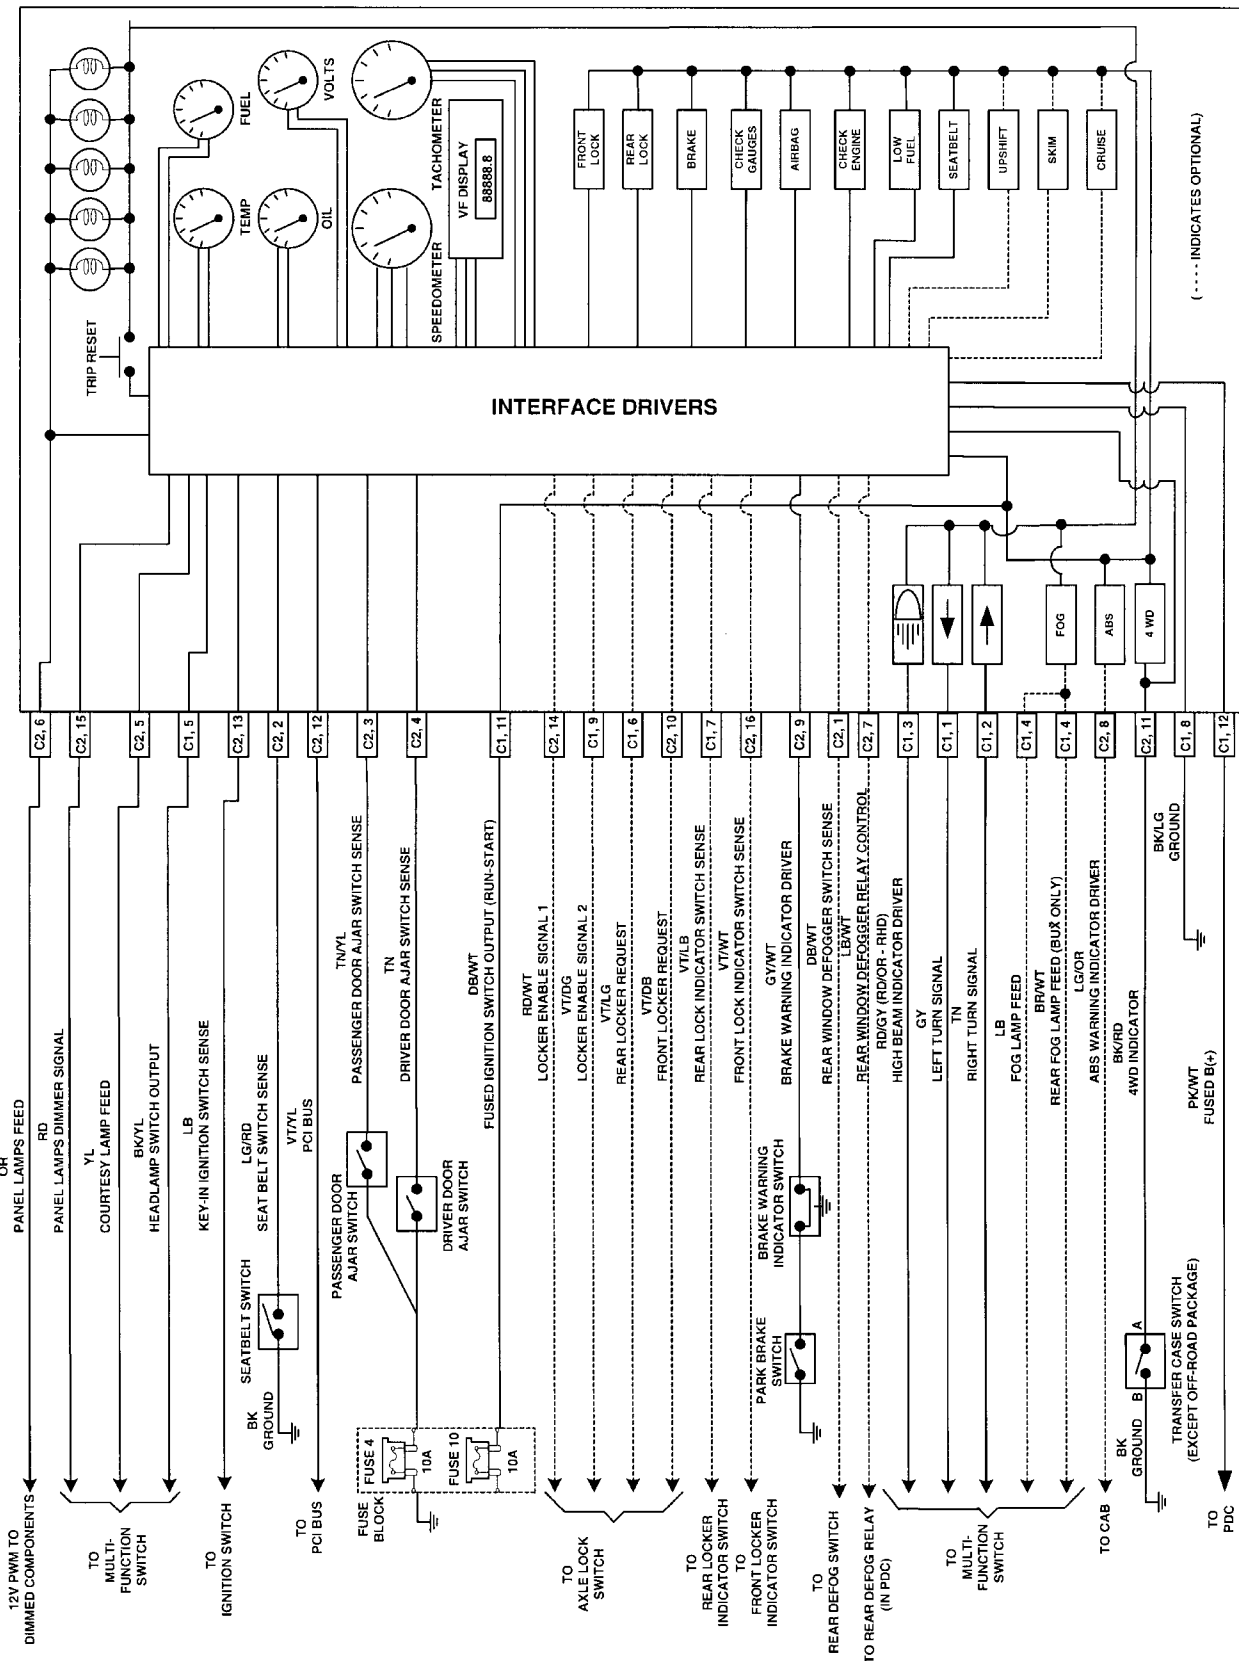 TRIP RESET
FUEL
VOLTS
TEMP
OIL
TACHOMETER
SPEEDOMETER
VF DISPLAY
88888.8
FRONT
LOCK
REAR
LOCK
BRAKE
CHECK
GAUGES
AIRBAG
CHECK
ENGINE
LOW
FUEL
SEATBELT
UPSHIFT
SKIM
CRUISE
( - - - - INDICATES OPTIONAL)
INTERFACE DRIVERS
FOG
ABS
4 WD
C2, 6
C2, 15
C2, 5
C1, 5
C2, 13
C2, 2
C2, 12
C2, 3
C2, 4
C1, 11
C2, 14
C1, 9
C1, 6
C2, 10
C1, 7
C2, 16
C2, 9
C2, 1
C2, 7
C1, 3
C1, 1
C1, 2
C1, 4
C1, 4
C2, 8
C2, 11
C1, 8
C1, 12
OR
PANEL LAMPS FEED
RD
PANEL LAMPS DIMMER SIGNAL
YL
COURTESY LAMP FEED
BK/YL
HEADLAMP SWITCH OUTPUT
LB
KEY-IN IGNITION SWITCH SENSE
LG/RD
SEAT BELT SWITCH SENSE
VT/YL
PCI BUS
TN/YL
PASSENGER DOOR AJAR SWITCH SENSE
TN
DRIVER DOOR AJAR SWITCH SENSE
DB/WT
FUSED IGNITION SWITCH OUTPUT (RUN-START)
RD/WT
LOCKER ENABLE SIGNAL 1
VT/DG
LOCKER ENABLE SIGNAL 2
VT/LG
REAR LOCKER REQUEST
VT/DB
FRONT LOCKER REQUEST
VT/LB
REAR LOCK INDICATOR SWITCH SENSE
VT/WT
FRONT LOCK INDICATOR SWITCH SENSE
GY/WT
BRAKE WARNING INDICATOR DRIVER
DB/WT
REAR WINDOW DEFOGGER SWITCH SENSE
LB/WT
REAR WINDOW DEFOGGER RELAY CONTROL
RD/GY (RD/OR - RHD)
HIGH BEAM INDICATOR DRIVER
GY
LEFT TURN SIGNAL
TN
RIGHT TURN SIGNAL
LB
FOG LAMP FEED
BR/WT
REAR FOG LAMP FEED (BUX ONLY)
LG/OR
ABS WARNING INDICATOR DRIVER
BK/RD
4WD INDICATOR
BK/LG
GROUND
PK/WT
FUSED B(+)
SEATBELT SWITCH
BK
GROUND
PASSENGER DOOR
AJAR SWITCH
DRIVER DOOR
AJAR SWITCH
BRAKE WARNING
INDICATOR SWITCH
PARK BRAKE
SWITCH
A
B
BK
GROUND
TRANSFER CASE SWITCH
(EXCEPT OFF-ROAD PACKAGE)
FUSE 4
10A
FUSE 10
10A
FUSE
BLOCK
12V PWM TO
DIMMED COMPONENTS
TO
MULTI-
FUNCTION
SWITCH
TO
IGNITION SWITCH
TO
PCI BUS
TO
AXLE LOCK
SWITCH
TO
REAR LOCKER
INDICATOR SWITCH
TO
FRONT LOCKER
INDICATOR SWITCH
TO
REAR DEFOG SWITCH
TO REAR DEFOG RELAY
(IN PDC)
TO
MULTI-
FUNCTION
SWITCH
TO CAB
TO
PDC